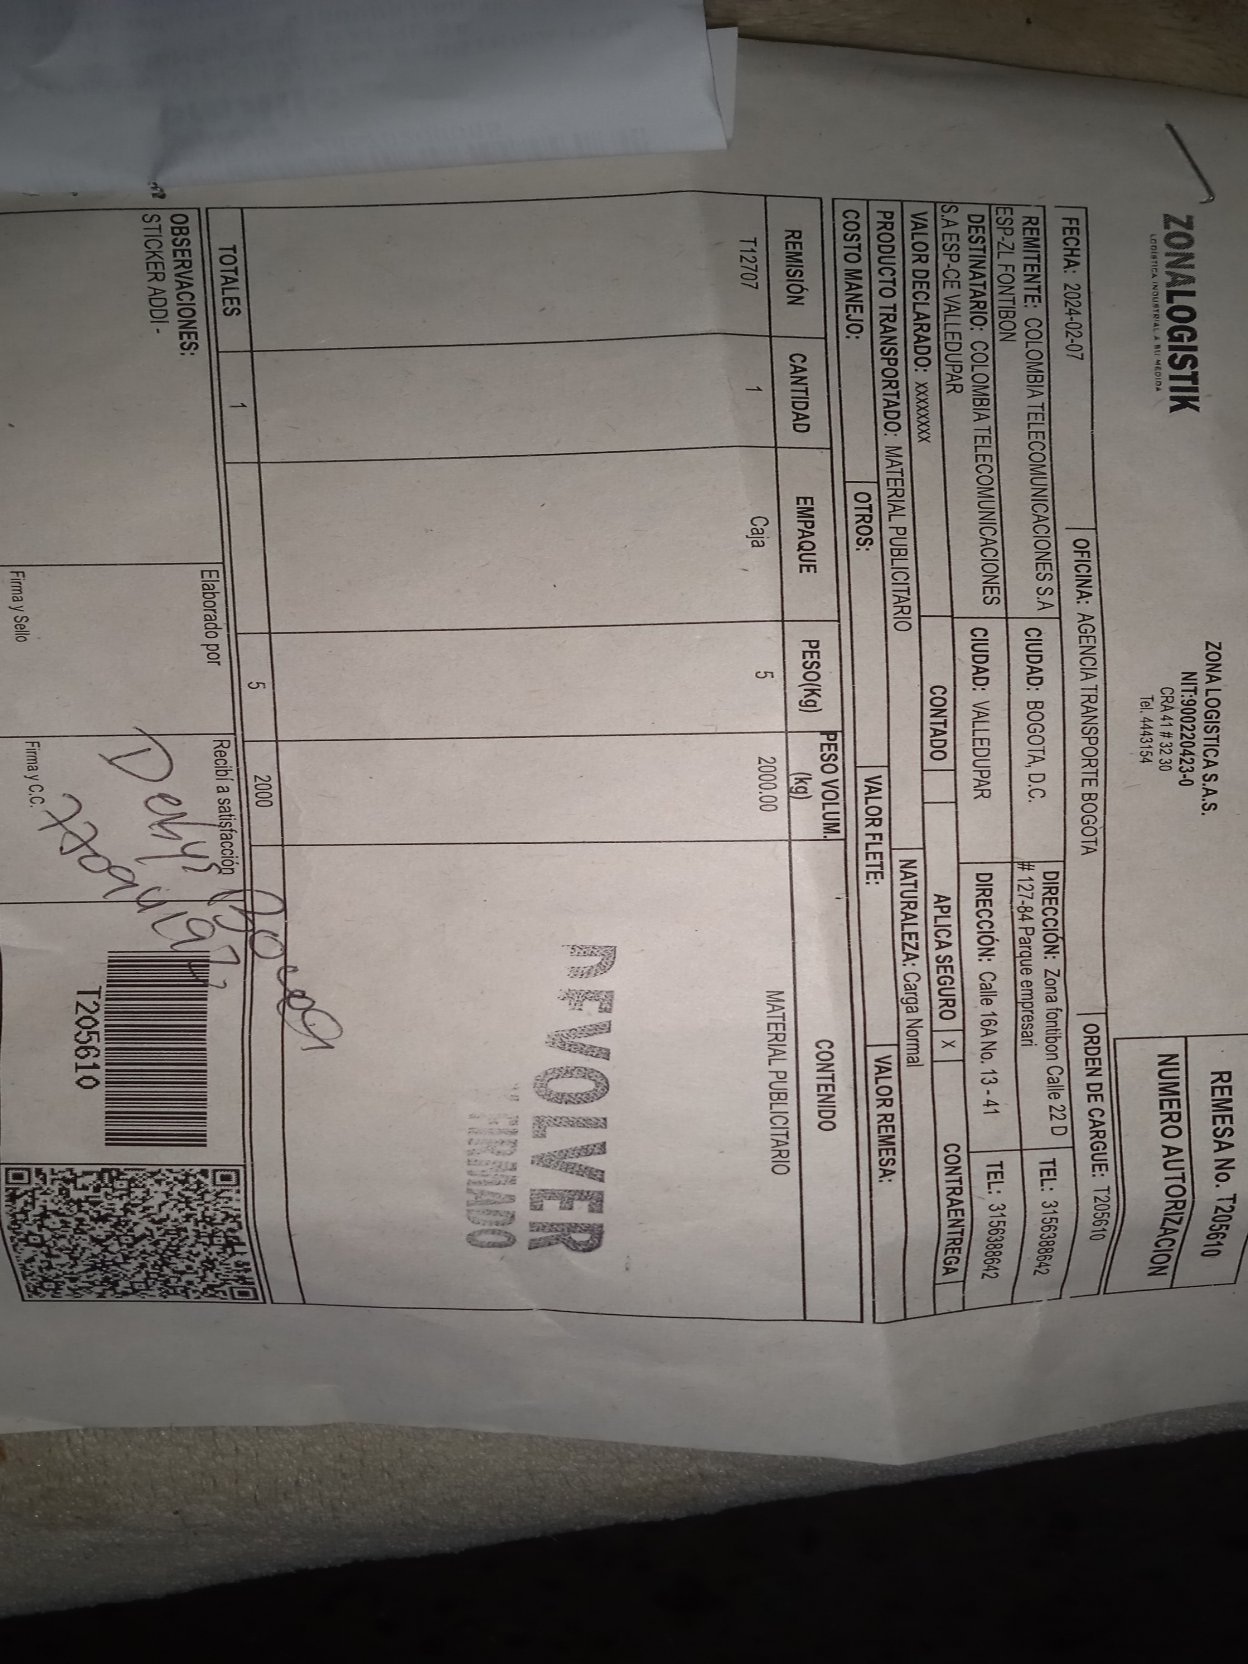 ZONALOGISTIK
LOGÍSTICA INDUSTRIAL A SU MEDIDA
ZONA LOGISTICA S.A.S.
NIT:900220423-0
CRA 41 # 32 30
Tel. 4443154
REMESA No. T205610
NUMERO AUTORIZACION
FECHA: 2024-02-07
OFICINA: AGENCIA TRANSPORTE BOGOTA
ORDEN DE CARGUE: T205610
REMITENTE: COLOMBIA TELECOMUNICACIONES S.A
ESP-ZL FONTIBON
CIUDAD: BOGOTA, D.C.
DIRECCIÓN: Zona fontibon Calle 22 D
# 127-84 Parque empresari
TEL: 3156388642
DESTINATARIO: COLOMBIA TELECOMUNICACIONES
S.A ESP-CE VALLEDUPAR
CIUDAD: VALLEDUPAR
DIRECCIÓN: Calle 16A No. 13 - 41
TEL: 3156388642
VALOR DECLARADO: xxxxxxxx
CONTADO
APLICA SEGURO X
CONTRAENTREGA
PRODUCTO TRANSPORTADO: MATERIAL PUBLICITARIO
NATURALEZA: Carga Normal
COSTO MANEJO:
OTROS:
VALOR FLETE:
VALOR REMESA:
REMISIÓN CANTIDAD EMPAQUE PESO(Kg) PESO VOLUM. (kg) CONTENIDO
T12707 1 Caja 5 2000.00 MATERIAL PUBLICITARIO
DEVOLVER
FIRMADO
TOTALES 1 5 2000
OBSERVACIONES:
STICKER ADDI -
Elaborado por
Firma y Sello
Recibí a satisfacción
Firma y C.C.
T205610